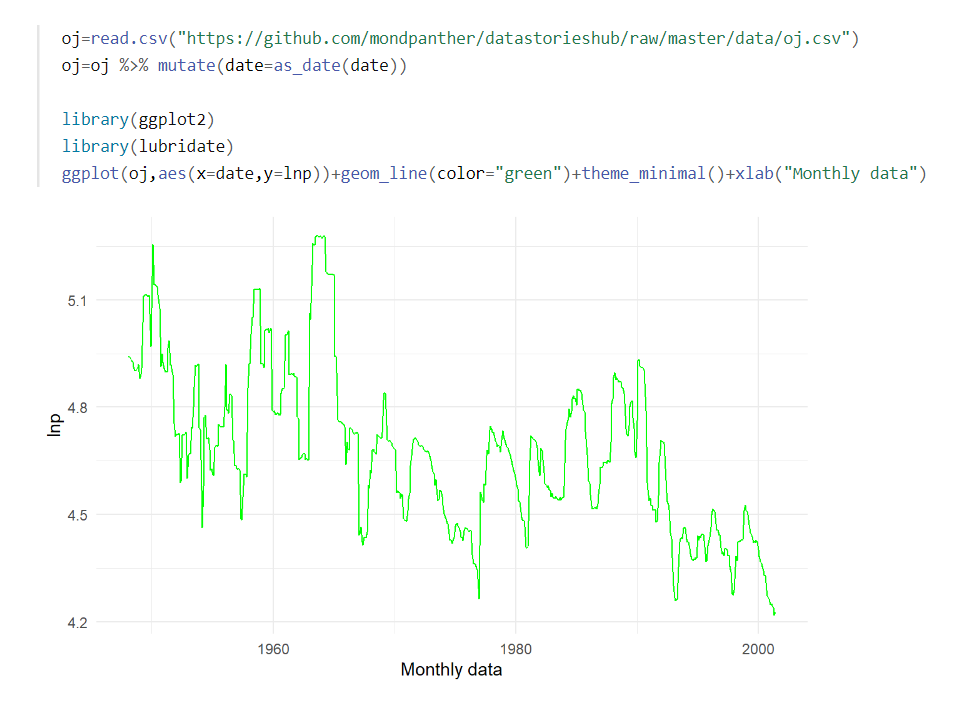 oj=read.csv("https://github.com/mondpanther/datastorieshub/raw/master/data/oj.csv")
oj=oj %>% mutate(date=as_date(date))
library(ggplot2)
library(lubridate)
ggplot(oj,aes(x=date,y=lnp))+geom_line(color="green")+theme_minimal()+xlab("Monthly data")
5.1
4.8
lnp
4.5
4.2
1960 1980 2000
Monthly data